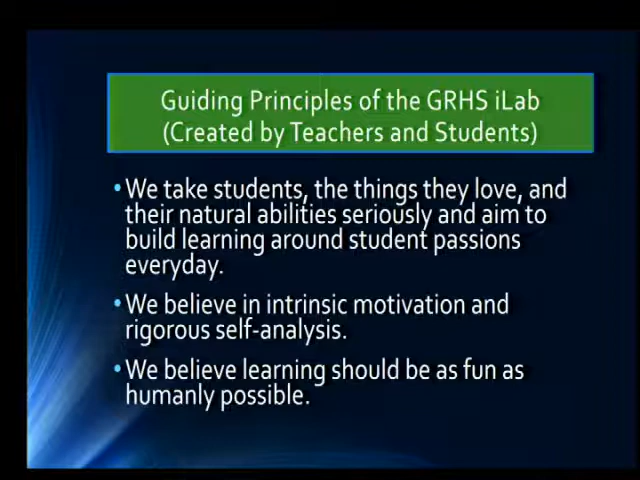 Guiding Principles of the GRHS iLab
(Created by Teachers and Students)
•We take students, the things they love, and
their natural abilities seriously and aim to
build learning around student passions
everyday.
•We believe in intrinsic motivation and
rigorous self-analysis.
•We believe learning should be as fun as
humanly possible.